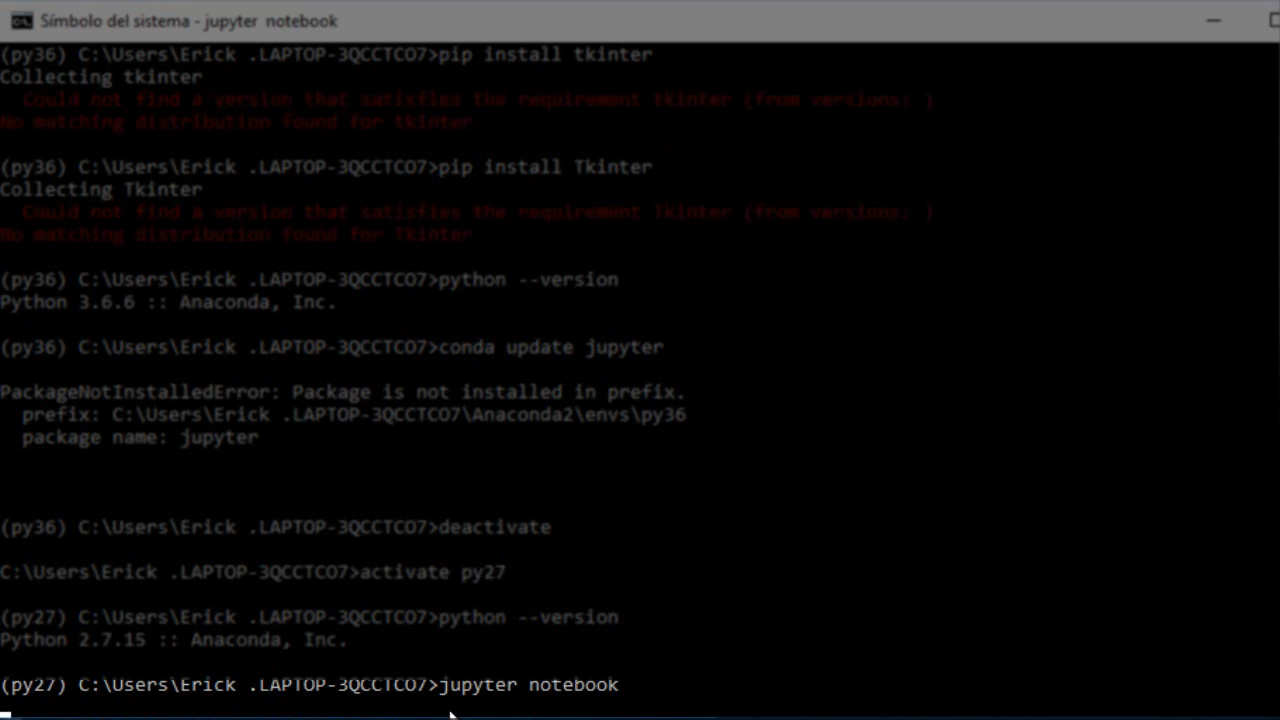 Símbolo del sistema - jupyter notebook
(py36) C:\Users\Erick .LAPTOP-3QCCTCO7>pip install tkinter
Collecting tkinter
Could not find a version that satisfies the requirement tkinter (from versions: )
No matching distribution found for tkinter
(py36) C:\Users\Erick .LAPTOP-3QCCTCO7>pip install Tkinter
Collecting Tkinter
Could not find a version that satisfies the requirement Tkinter (from versions: )
No matching distribution found for Tkinter
(py36) C:\Users\Erick .LAPTOP-3QCCTCO7>python --version
Python 3.6.6 :: Anaconda, Inc.
(py36) C:\Users\Erick .LAPTOP-3QCCTCO7>conda update jupyter
PackageNotInstalledError: Package is not installed in prefix.
prefix: C:\Users\Erick .LAPTOP-3QCCTCO7\Anaconda2\envs\py36
package name: jupyter
(py36) C:\Users\Erick .LAPTOP-3QCCTCO7>deactivate
C:\Users\Erick .LAPTOP-3QCCTCO7>activate py27
(py27) C:\Users\Erick .LAPTOP-3QCCTCO7>python --version
Python 2.7.15 :: Anaconda, Inc.
(py27) C:\Users\Erick .LAPTOP-3QCCTCO7>jupyter notebook